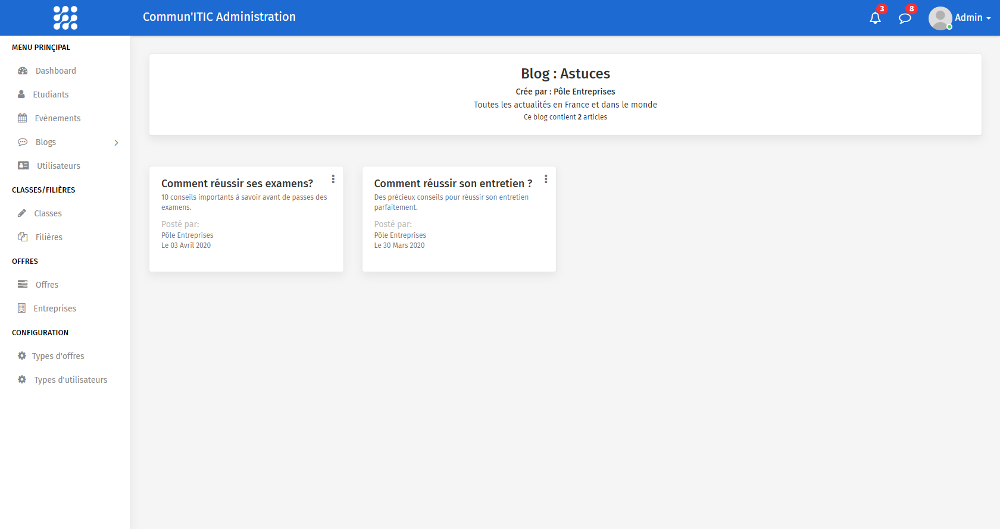 Commun'ITIC Administration
3
8
Admin
MENU PRINÇIPAL
Dashboard
Etudiants
Evènements
Blogs
Utilisateurs
CLASSES/FILIÈRES
Classes
Filières
OFFRES
Offres
Entreprises
CONFIGURATION
Types d'offres
Types d'utilisateurs
Blog : Astuces
Crée par : Pôle Entreprises
Toutes les actualités en France et dans le monde
Ce blog contient 2 articles
Comment réussir ses examens?
10 conseils importants à savoir avant de passes des
examens.
Posté par:
Pôle Entreprises
Le 03 Avril 2020
Comment réussir son entretien ?
Des précieux conseils pour réussir son entretien
parfaitement.
Posté par:
Pôle Entreprises
Le 30 Mars 2020